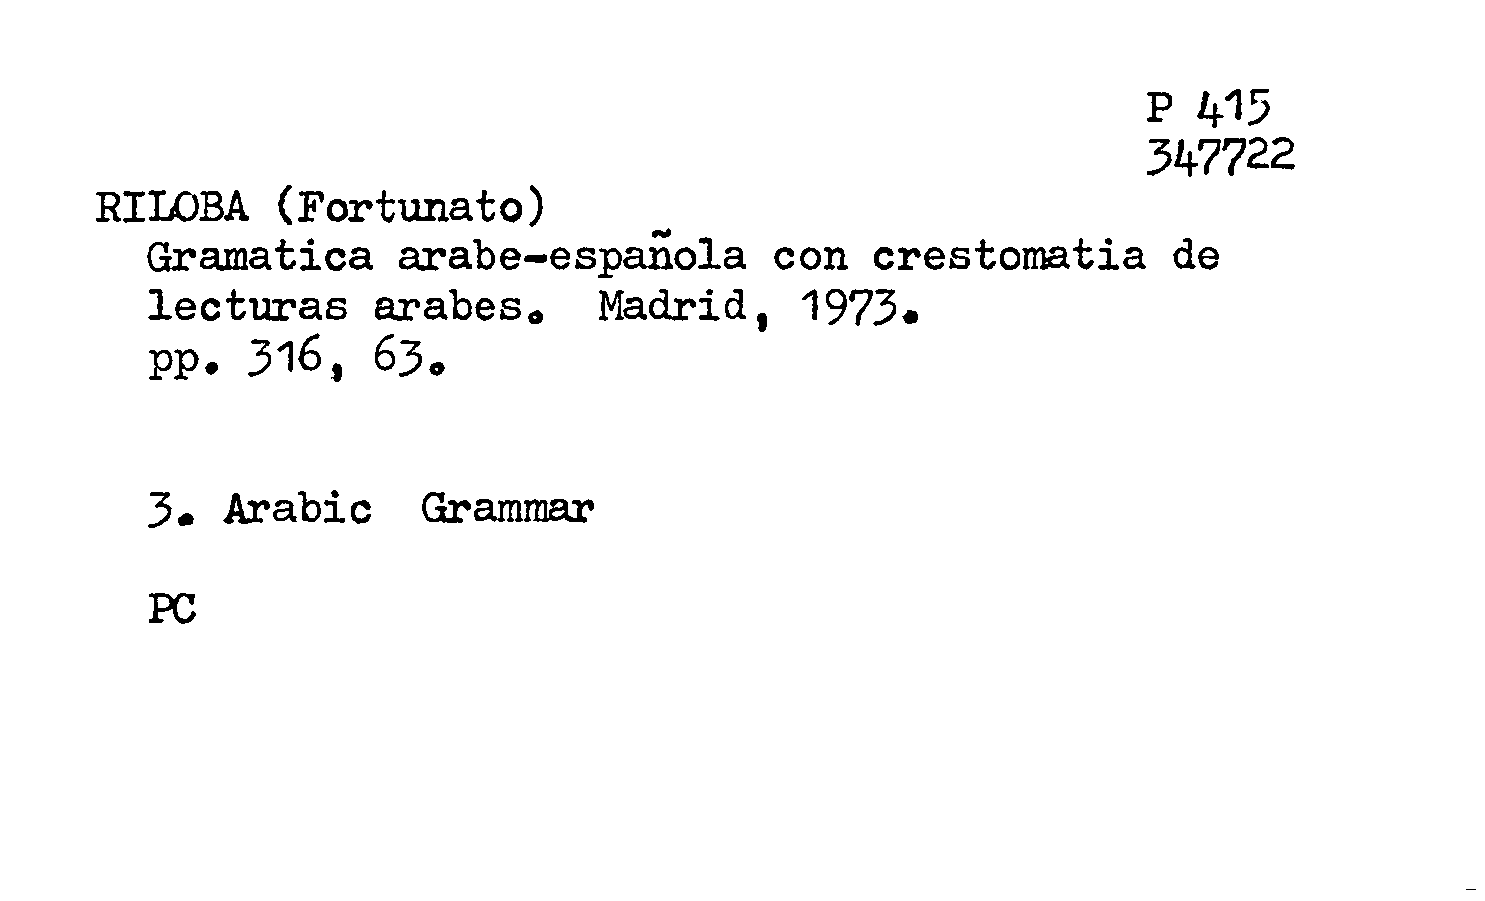 P 415
347722
RILOBA (Fortunato)
Gramatica arabe-española con crestomatia de
lecturas arabes. Madrid, 1973.
pp. 316, 63.
3. Arabic Grammar
PC